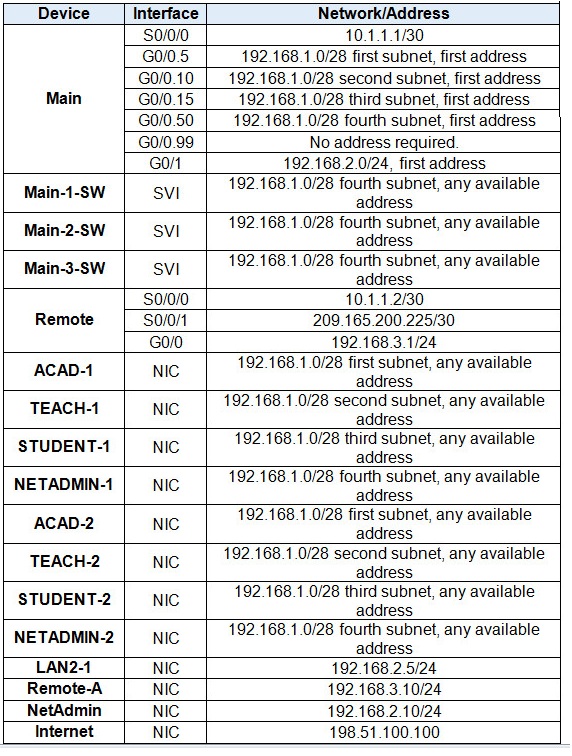 Device Interface Network/Address
Main
S0/0/0 10.1.1.1/30
G0/0.5 192.168.1.0/28 first subnet, first address
G0/0.10 192.168.1.0/28 second subnet, first address
G0/0.15 192.168.1.0/28 third subnet, first address
G0/0.50 192.168.1.0/28 fourth subnet, first address
G0/0.99 No address required.
G0/1 192.168.2.0/24, first address
Main-1-SW SVI 192.168.1.0/28 fourth subnet, any available
address
Main-2-SW SVI 192.168.1.0/28 fourth subnet, any available
address
Main-3-SW SVI 192.168.1.0/28 fourth subnet, any available
address
Remote
S0/0/0 10.1.1.2/30
S0/0/1 209.165.200.225/30
G0/0 192.168.3.1/24
ACAD-1 NIC 192.168.1.0/28 first subnet, any available
address
TEACH-1 NIC 192.168.1.0/28 second subnet, any available
address
STUDENT-1 NIC 192.168.1.0/28 third subnet, any available
address
NETADMIN-1 NIC 192.168.1.0/28 fourth subnet, any available
address
ACAD-2 NIC 192.168.1.0/28 first subnet, any available
address
TEACH-2 NIC 192.168.1.0/28 second subnet, any available
address
STUDENT-2 NIC 192.168.1.0/28 third subnet, any available
address
NETADMIN-2 NIC 192.168.1.0/28 fourth subnet, any available
address
LAN2-1 NIC 192.168.2.5/24
Remote-A NIC 192.168.3.10/24
NetAdmin NIC 192.168.2.10/24
Internet NIC 198.51.100.100